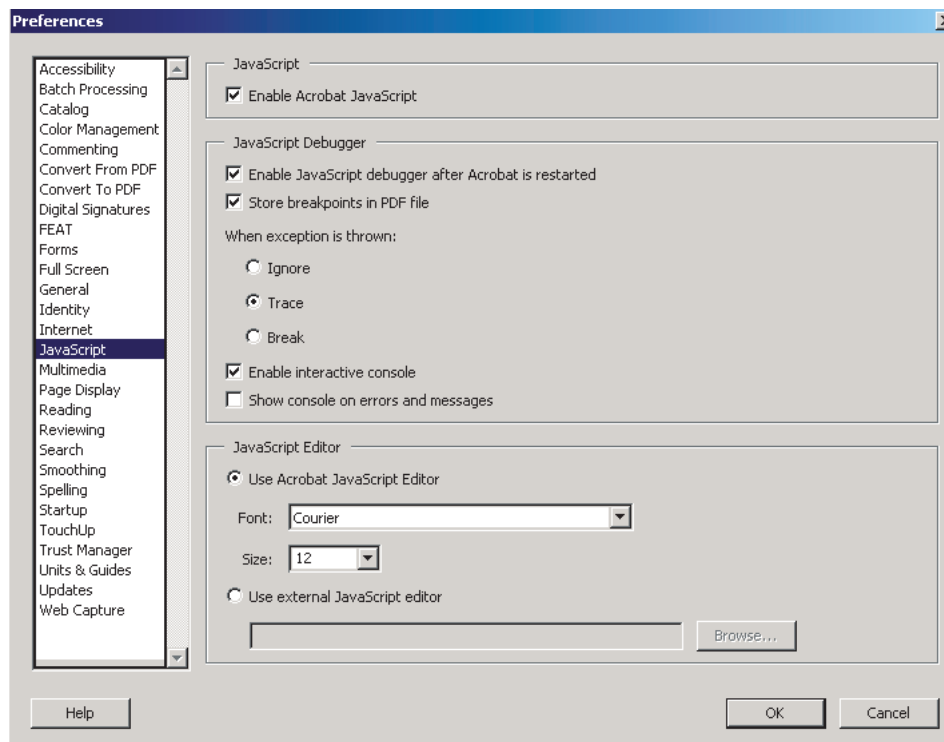 Preferences
Accessibility
Batch Processing
Catalog
Color Management
Commenting
Convert From PDF
Convert To PDF
Digital Signatures
FEAT
Forms
Full Screen
General
Identity
Internet
JavaScript
Multimedia
Page Display
Reading
Reviewing
Search
Smoothing
Spelling
Startup
TouchUp
Trust Manager
Units & Guides
Updates
Web Capture
JavaScript
Enable Acrobat JavaScript
JavaScript Debugger
Enable JavaScript debugger after Acrobat is restarted
Store breakpoints in PDF file
When exception is thrown:
Ignore
Trace
Break
Enable interactive console
Show console on errors and messages
JavaScript Editor
Use Acrobat JavaScript Editor
Font: Courier
Size: 12
Use external JavaScript editor
Browse...
Help
OK
Cancel